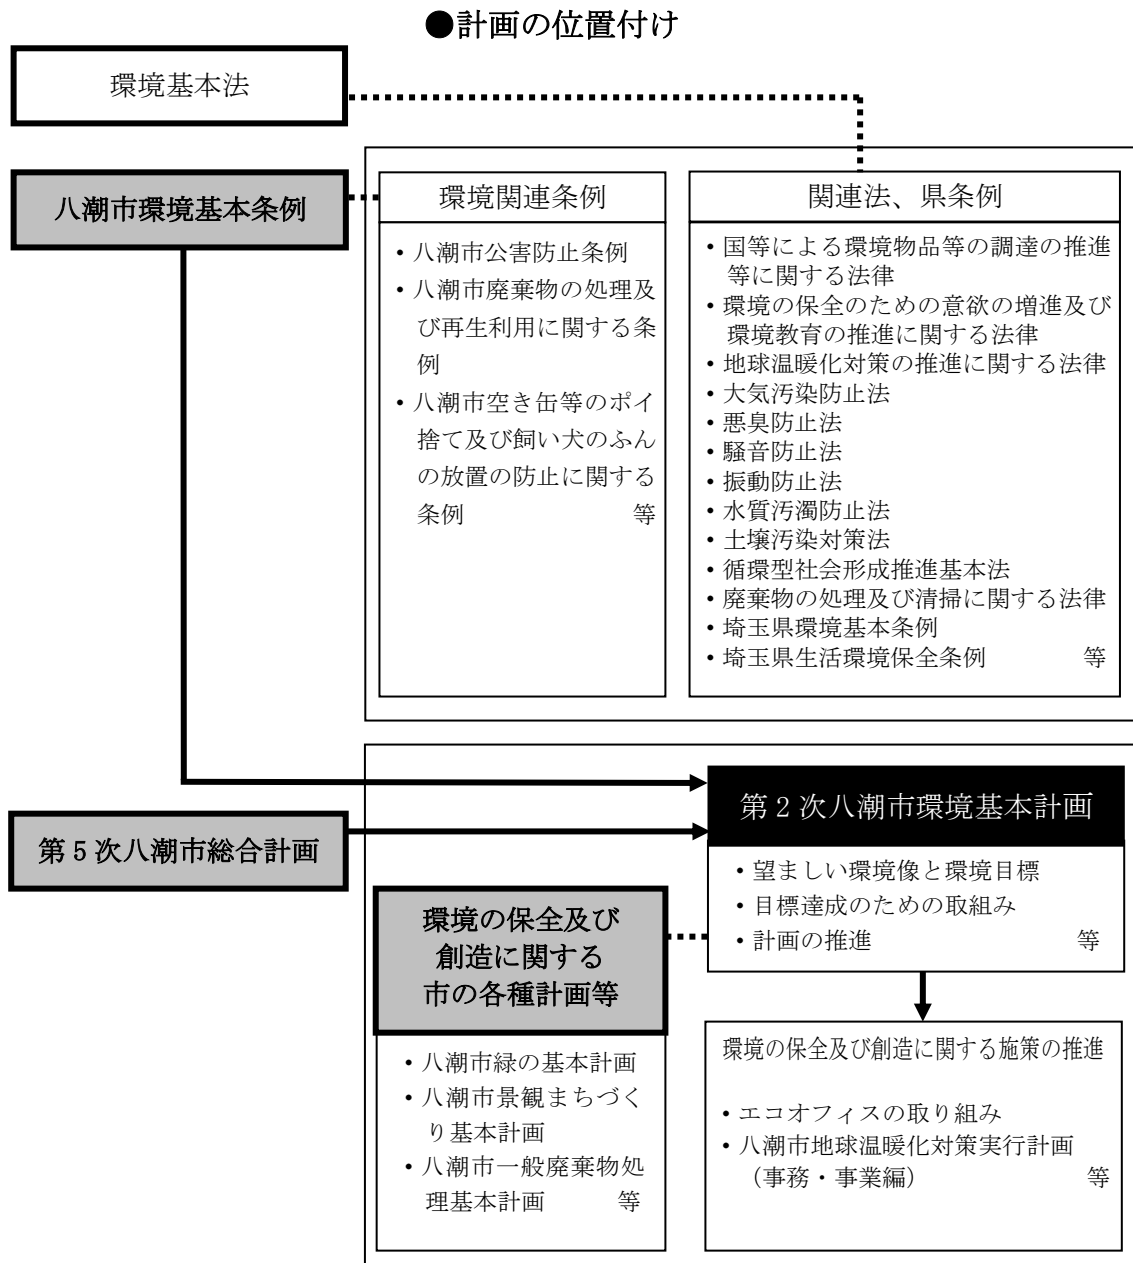 ●計画の位置付け
環境基本法
八潮市環境基本条例
環境関連条例
・八潮市公害防止条例
・八潮市廃棄物の処理及
び再生利用に関する条
例
・八潮市空き缶等のポイ
捨て及び飼い犬のふん
の放置の防止に関する
条例 等
関連法、県条例
・国等による環境物品等の調達の推進
等に関する法律
・環境の保全のための意欲の増進及び
環境教育の推進に関する法律
・地球温暖化対策の推進に関する法律
・大気汚染防止法
・悪臭防止法
・騒音防止法
・振動防止法
・水質汚濁防止法
・土壌汚染対策法
・循環型社会形成推進基本法
・廃棄物の処理及び清掃に関する法律
・埼玉県環境基本条例
・埼玉県生活環境保全条例 等
第5次八潮市総合計画
第2次八潮市環境基本計画
・望ましい環境像と環境目標
・目標達成のための取組み
・計画の推進 等
環境の保全及び
創造に関する
市の各種計画等
・八潮市緑の基本計画
・八潮市景観まちづく
り基本計画
・八潮市一般廃棄物処
理基本計画 等
環境の保全及び創造に関する施策の推進
・エコオフィスの取り組み
・八潮市地球温暖化対策実行計画
（事務・事業編） 等